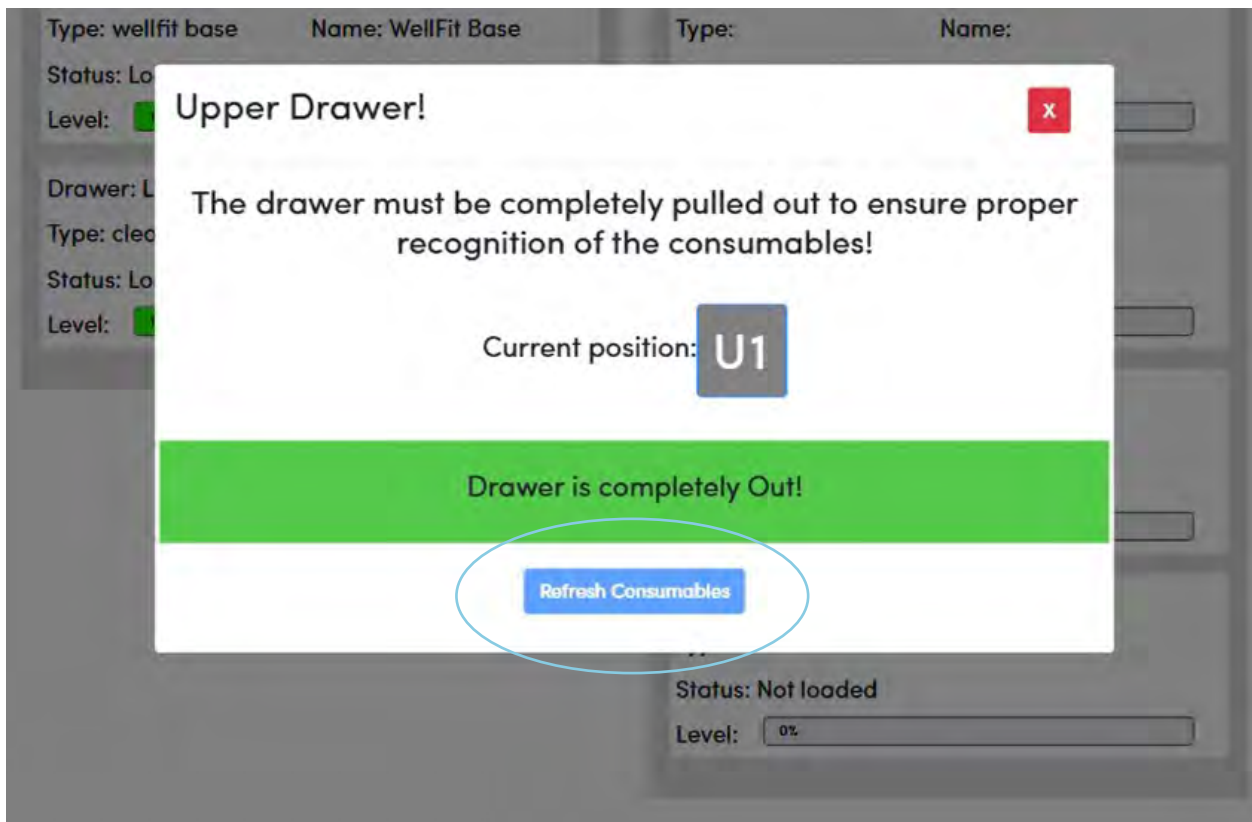 Type: wellfit base Name: WellFit Base
Type: Name:
Status: Lo
Level:
Upper Drawer!
X
The drawer must be completely pulled out to ensure proper
recognition of the consumables!
Drawer: L
Type: clea
Status: Lo
Level:
Current position: U1
Drawer is completely Out!
Refresh Consumables
Status: Not loaded
Level: 0%